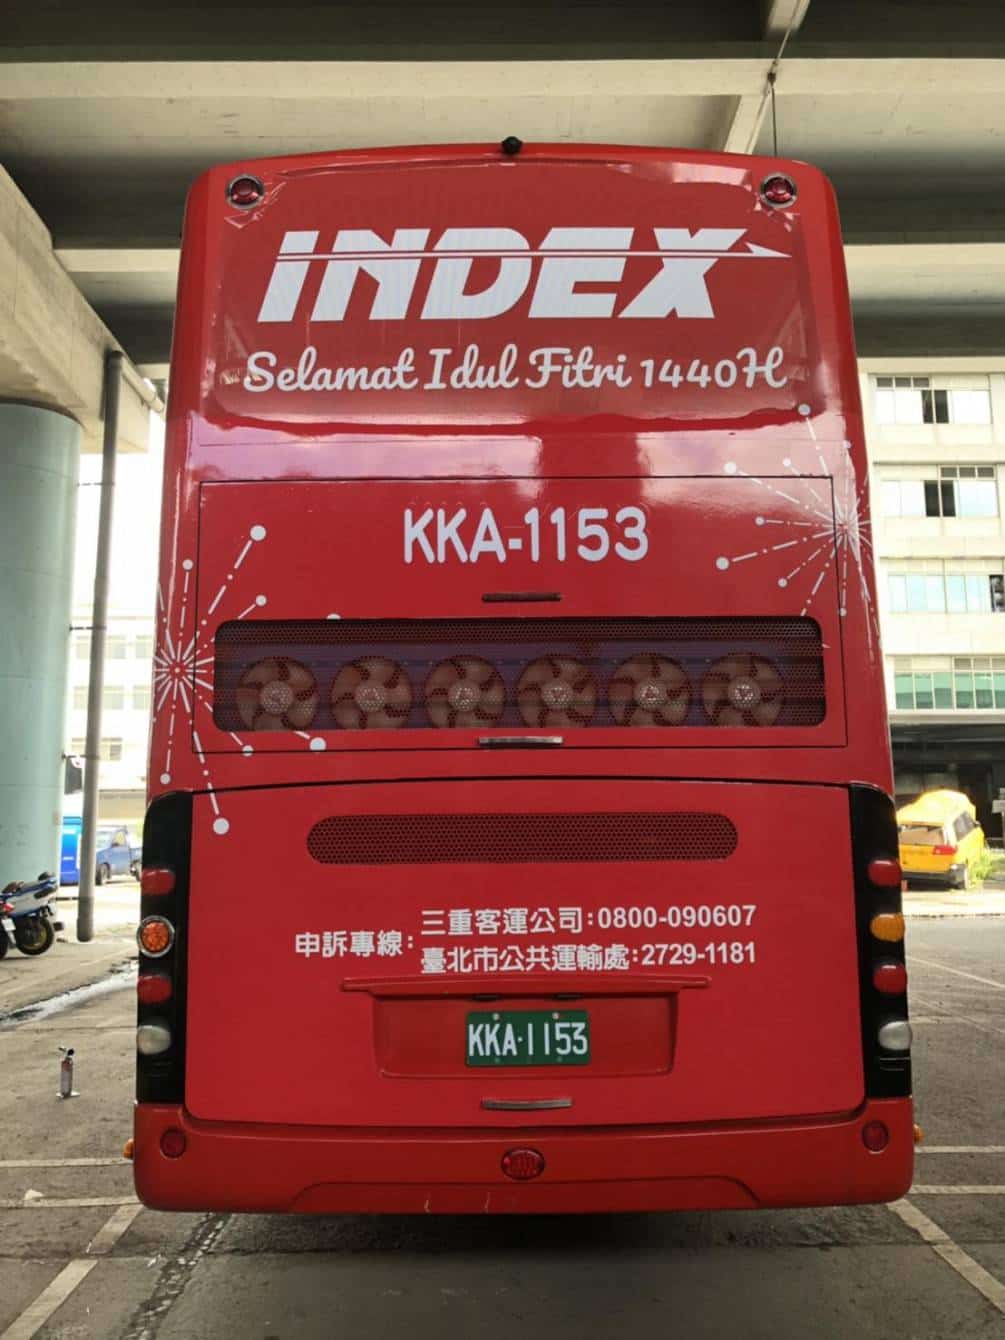 INDEX
Selamat Idul Fitri 1440H
KKA-1153
申訴專線:
三重客運公司:0800-090607
臺北市公共運輸處:2729-1181
KKA·1153